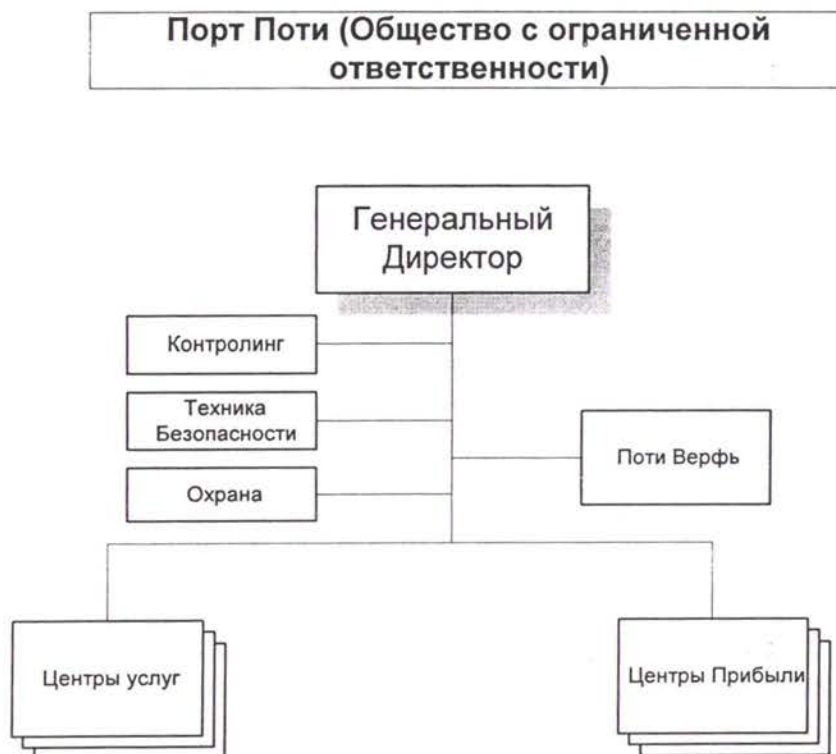 Порт Поти (Общество с ограниченной
ответственности)
Генеральный
Директор
Контролинг
Техника
Безопасности
Охрана
Поти Верфь
Центры услуг
Центры Прибыли